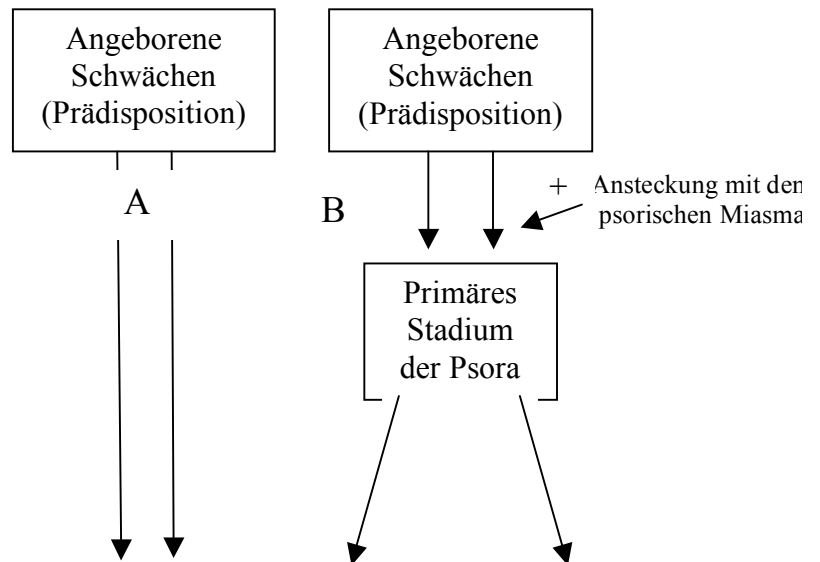 Angeborene
Schwächen
(Prädisposition)
Angeborene
Schwächen
(Prädisposition)
A
B
+ Ansteckung mit den
psorischen Miasma
Primäres
Stadium
der Psora